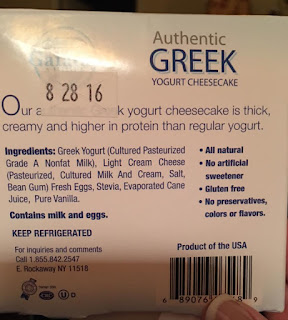 Authentic
GREEK
YOGURT CHEESECAKE
8 28 16
Our Greek yogurt cheesecake is thick,
creamy and higher in protein than regular yogurt.
Ingredients: Greek Yogurt (Cultured Pasteurized
Grade A Nonfat Milk), Light Cream Cheese
(Pasteurized, Cultured Milk And Cream, Salt,
Bean Gum) Fresh Eggs, Stevia, Evaporated Cane
Juice, Pure Vanilla.
Contains milk and eggs.
KEEP REFRIGERATED
For inquiries and comments
Call 1.855.842.2547
E. Rockaway NY 11518
• All natural
• No artificial
sweetener
• Gluten free
• No preservatives,
colors or flavors.
Product of the USA